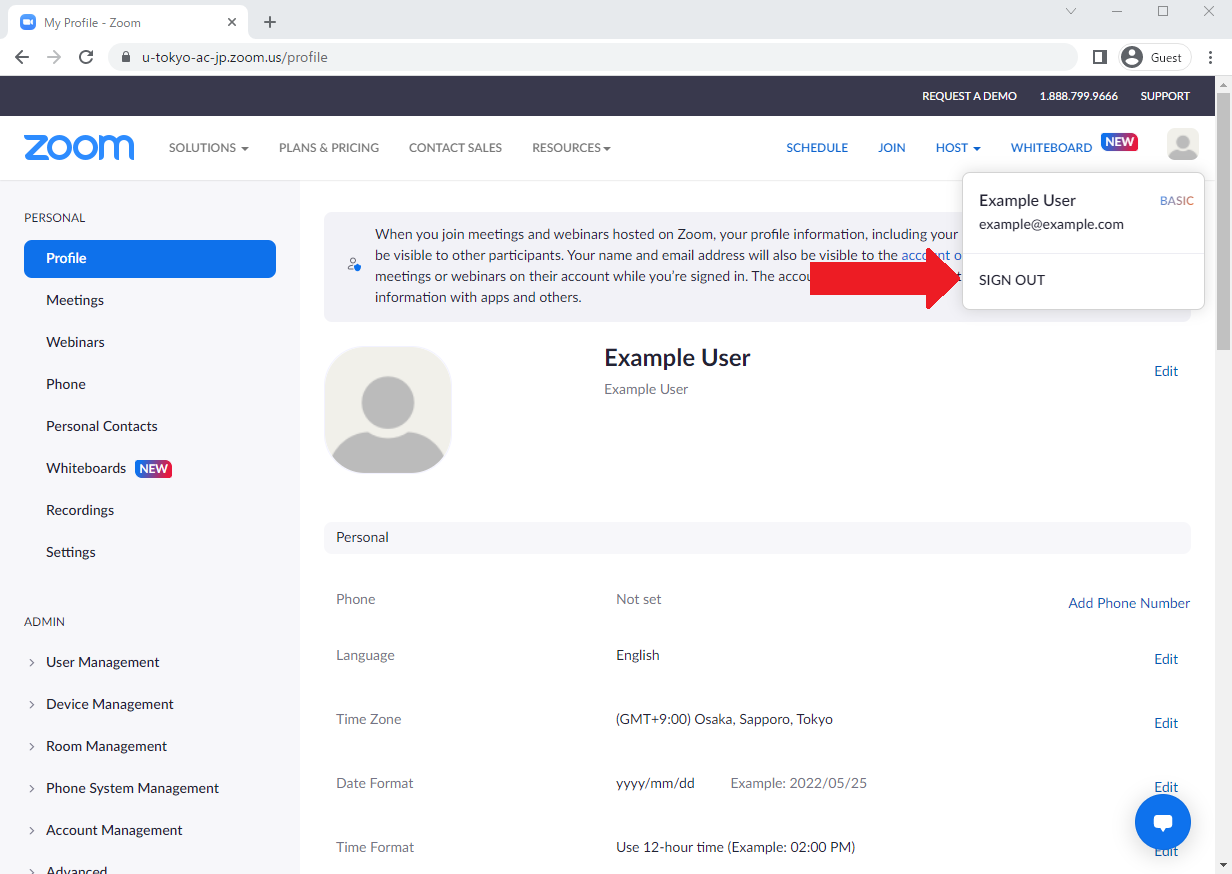 My Profile - Zoom
u-tokyo-ac-jp.zoom.us/profile
Guest
REQUEST A DEMO 1.888.799.9666 SUPPORT
zoom SOLUTIONS PLANS & PRICING CONTACT SALES RESOURCES SCHEDULE JOIN HOST WHITEBOARD NEW
Example User BASIC
example@example.com
SIGN OUT
PERSONAL
Profile
Meetings
Webinars
Phone
Personal Contacts
Whiteboards NEW
Recordings
Settings
ADMIN
User Management
Device Management
Room Management
Phone System Management
Account Management
Advanced
When you join meetings and webinars hosted on Zoom, your profile information, including your
be visible to other participants. Your name and email address will also be visible to the account
meetings or webinars on their account while you're signed in. The
information with apps and others.
Example User
Example User
Edit
Personal
Phone Not set Add Phone Number
Language English Edit
Time Zone (GMT+9:00) Osaka, Sapporo, Tokyo Edit
Date Format yyyy/mm/dd Example: 2022/05/25 Edit
Time Format Use 12-hour time (Example: 02:00 PM) Edit